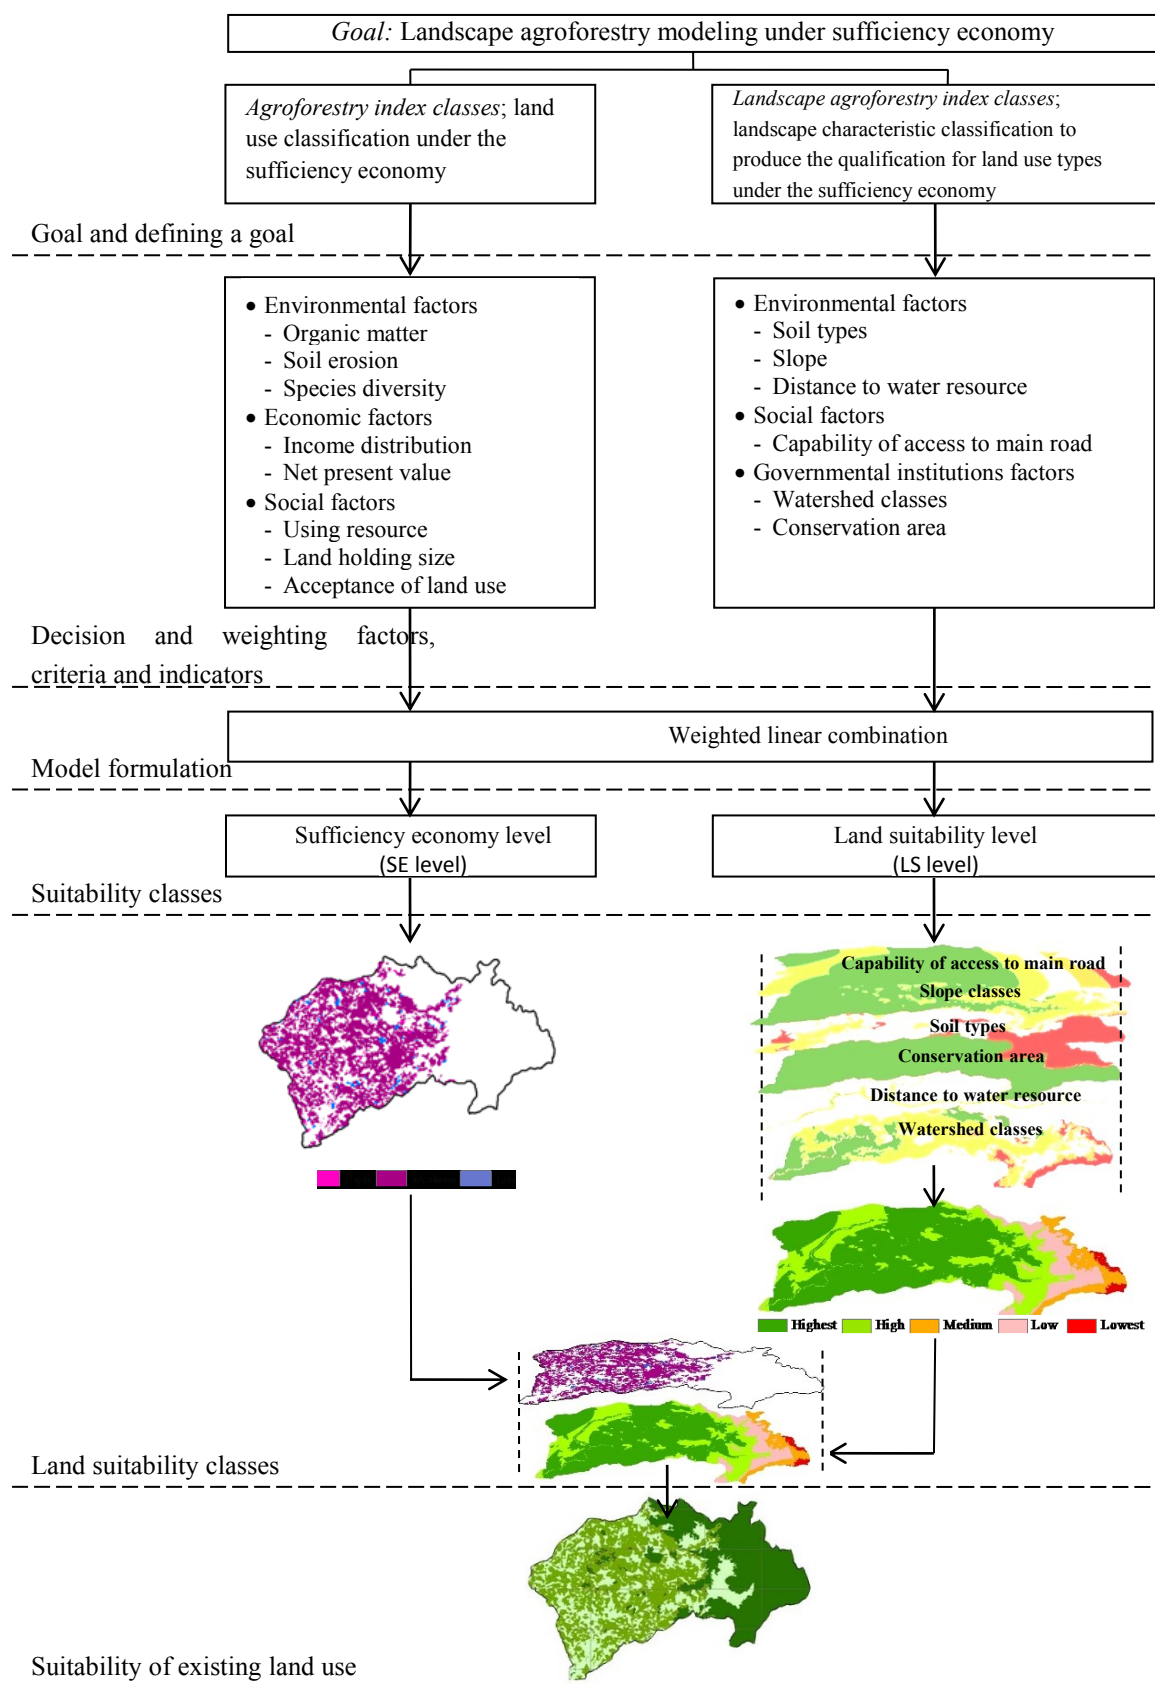 Goal: Landscape agroforestry modeling under sufficiency economy
Agroforestry index classes; land
use classification under the
sufficiency economy
Landscape agroforestry index classes;
landscape characteristic classification to
produce the qualification for land use types
under the sufficiency economy
Goal and defining a goal
• Environmental factors
- Organic matter
- Soil erosion
- Species diversity
• Economic factors
- Income distribution
- Net present value
• Social factors
- Using resource
- Land holding size
- Acceptance of land use
• Environmental factors
- Soil types
- Slope
- Distance to water resource
• Social factors
- Capability of access to main road
• Governmental institutions factors
- Watershed classes
- Conservation area
Decision and weighting factors,
criteria and indicators
Weighted linear combination
Model formulation
Sufficiency economy level
(SE level)
Land suitability level
(LS level)
Suitability classes
Capability of access to main road
Slope classes
Soil types
Conservation area
Distance to water resource
Watershed classes
Highest High Medium Low Lowest
Land suitability classes
Suitability of existing land use